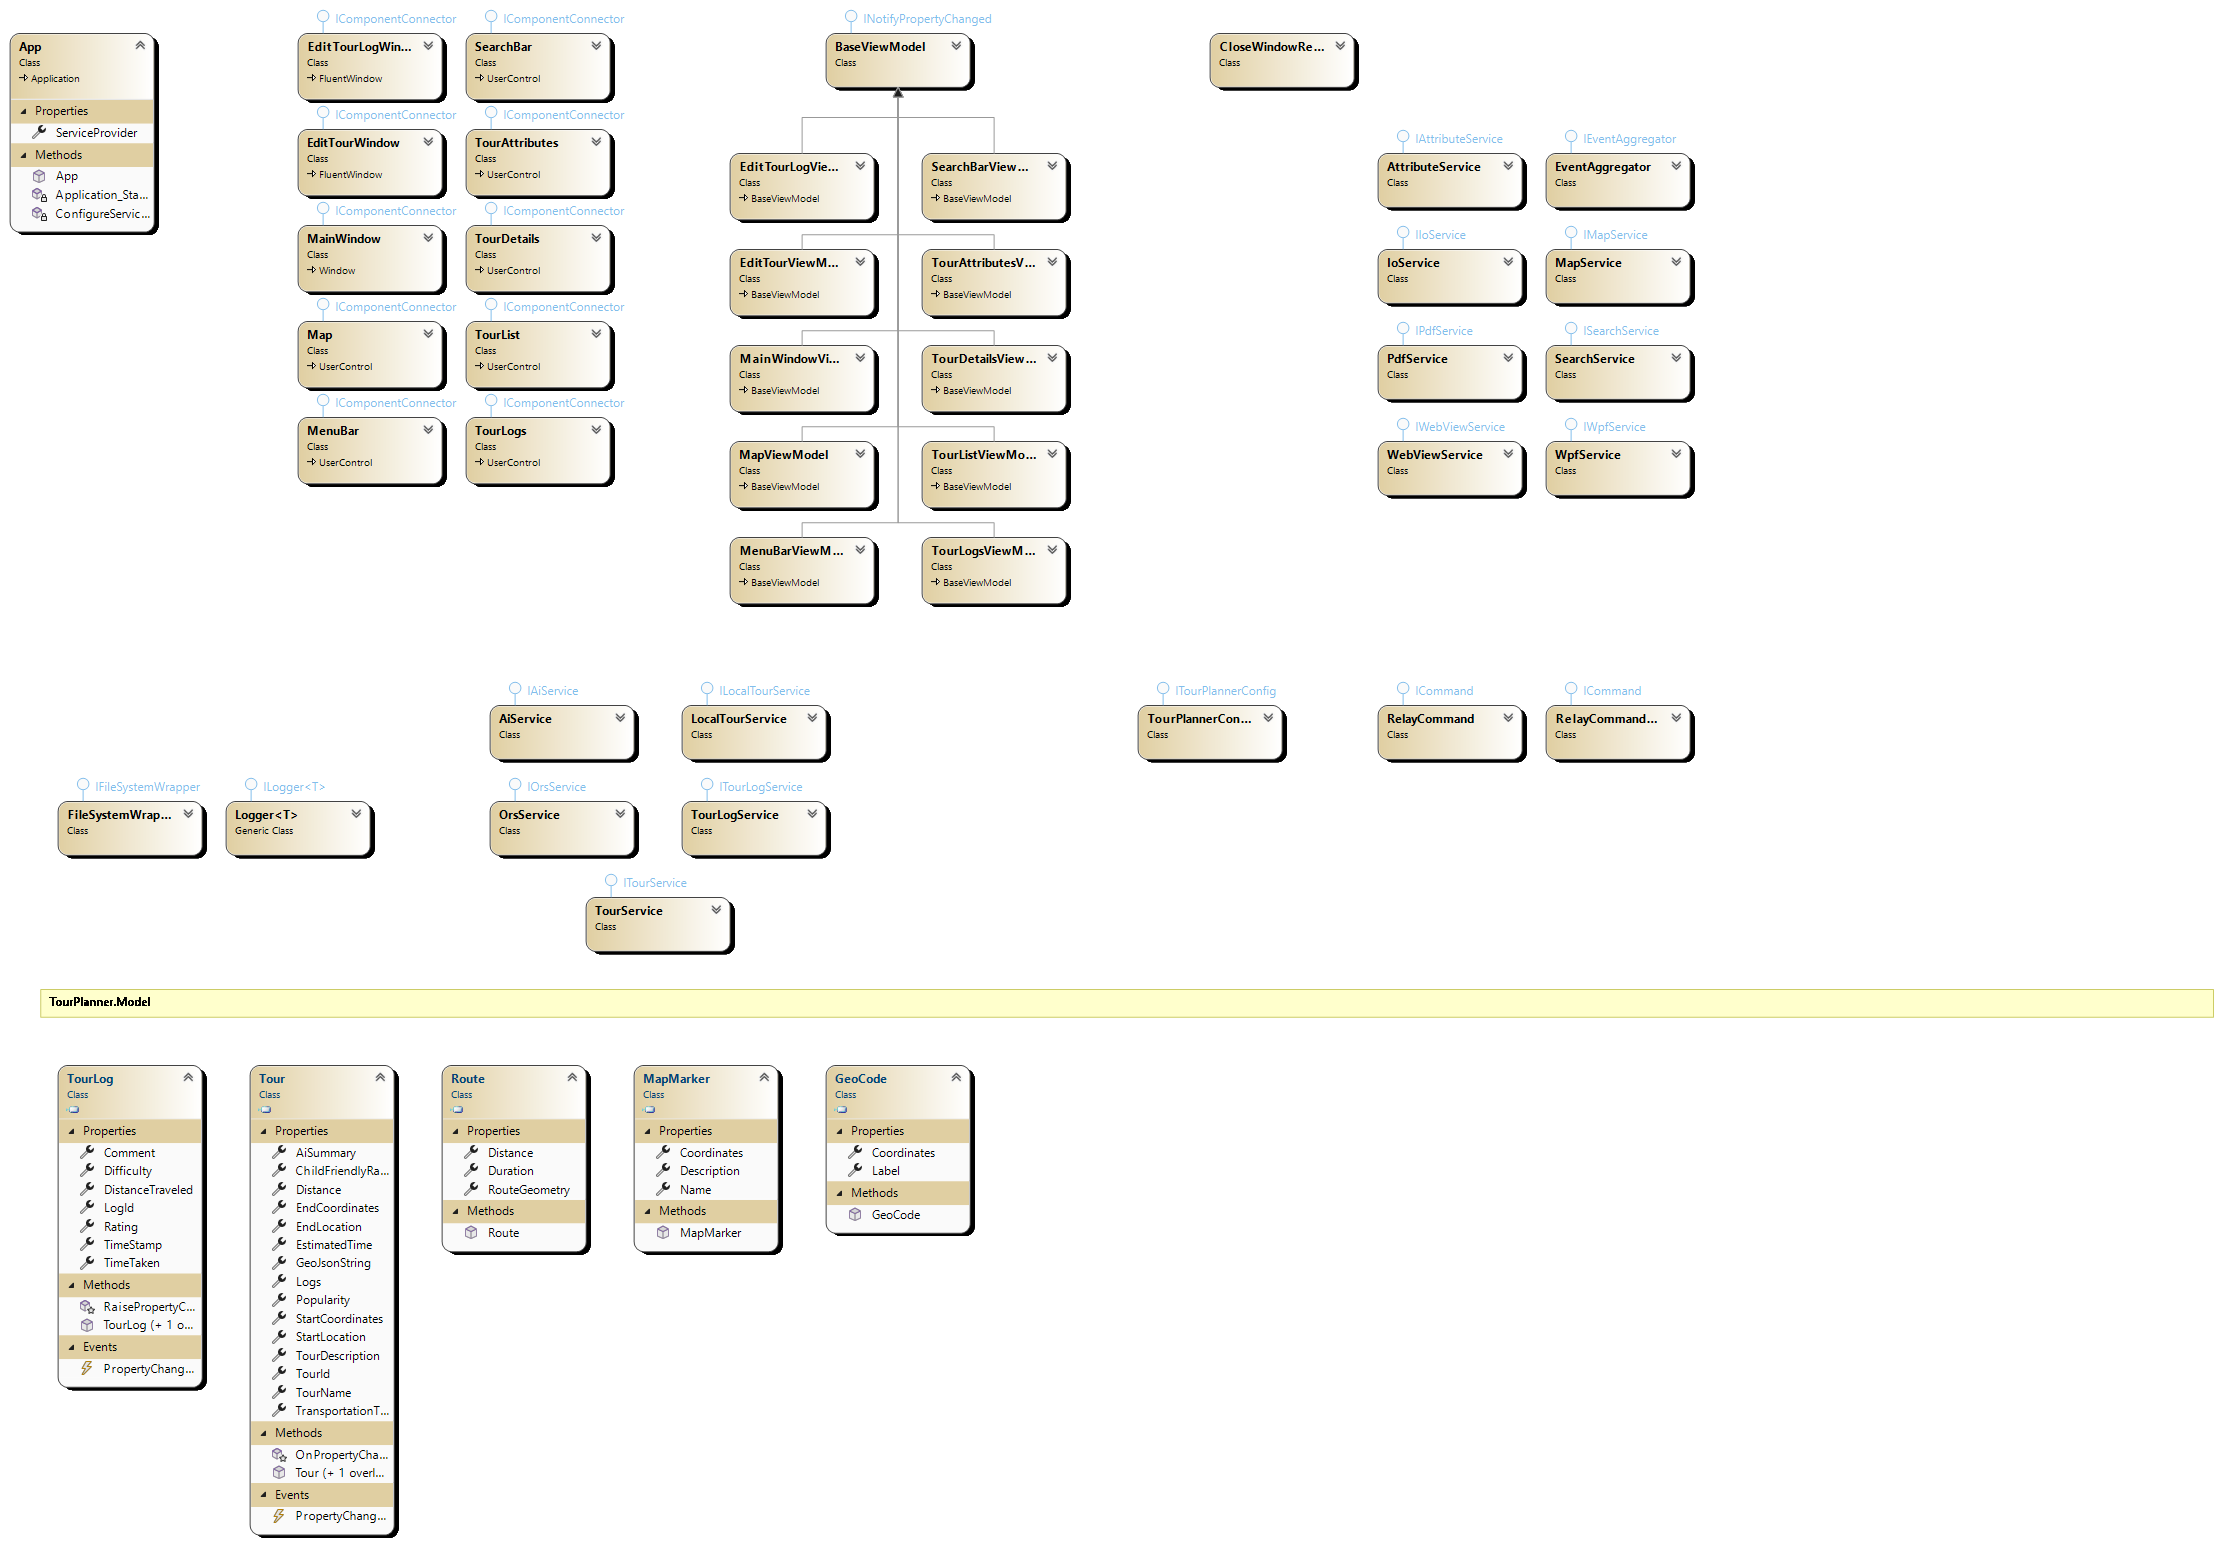 App
Class
Application
Properties
ServiceProvider
Methods
App
Application_Sta...
ConfigureServic...
IComponentConnector
EditTourLogWin...
Class
FluentWindow
IComponentConnector
SearchBar
Class
UserControl
IComponentConnector
EditTourWindow
Class
FluentWindow
IComponentConnector
TourAttributes
Class
UserControl
IComponentConnector
MainWindow
Class
Window
IComponentConnector
TourDetails
Class
UserControl
IComponentConnector
Map
Class
UserControl
IComponentConnector
TourList
Class
UserControl
IComponentConnector
MenuBar
Class
UserControl
IComponentConnector
TourLogs
Class
UserControl
INotifyPropertyChanged
BaseViewModel
Class
EditTourLogVie...
Class
BaseViewModel
SearchBarView...
Class
BaseViewModel
EditTourViewM...
Class
BaseViewModel
TourAttributesV...
Class
BaseViewModel
MainWindowVi...
Class
BaseViewModel
TourDetailsView...
Class
BaseViewModel
MapViewModel
Class
BaseViewModel
TourListViewMo...
Class
BaseViewModel
MenuBarViewM...
Class
BaseViewModel
TourLogsViewM...
Class
BaseViewModel
CloseWindowRe...
Class
IAttributeService
AttributeService
Class
IEventAggregator
EventAggregator
Class
IIoService
IoService
Class
IMapService
MapService
Class
IPdfService
PdfService
Class
ISearchService
SearchService
Class
IWebViewService
WebViewService
Class
IWpfService
WpfService
Class
IFileSystemWrapper
FileSystemWrap...
Class
ILogger<T>
Logger<T>
Generic Class
IAiService
AiService
Class
ILocalTourService
LocalTourService
Class
IOrsService
OrsService
Class
ITourLogService
TourLogService
Class
ITourService
TourService
Class
ITourPlannerConfig
TourPlannerCon...
Class
ICommand
RelayCommand
Class
ICommand
RelayCommand...
Class
TourPlanner.Model
TourLog
Class
Properties
Comment
Difficulty
DistanceTraveled
LogId
Rating
TimeStamp
TimeTaken
Methods
RaisePropertyC...
TourLog (+ 1 o...
Events
PropertyChang...
Tour
Class
Properties
AiSummary
ChildFriendlyRa...
Distance
EndCoordinates
EndLocation
EstimatedTime
GeoJsonString
Logs
Popularity
StartCoordinates
StartLocation
TourDescription
TourId
TourName
TransportationT...
Methods
OnPropertyCha...
Tour (+ 1 overl...
Events
PropertyChang...
Route
Class
Properties
Distance
Duration
RouteGeometry
Methods
Route
MapMarker
Class
Properties
Coordinates
Description
Name
Methods
MapMarker
GeoCode
Class
Properties
Coordinates
Label
Methods
GeoCode